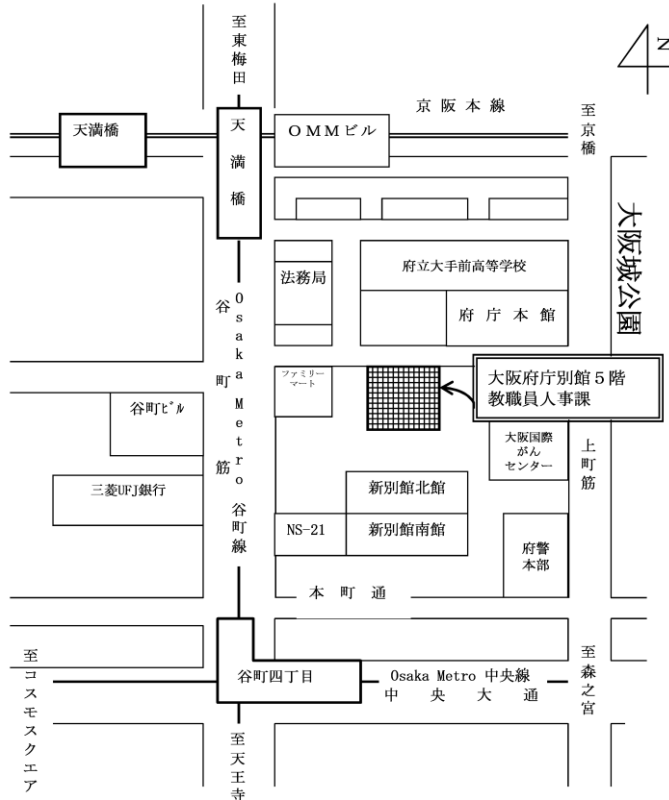 至東梅田
N
天満橋
天満橋
OMMビル
京阪本線
至京橋
大阪城公園
法務局
府立大手前高等学校
府庁本館
谷町筋
Osaka Metro 谷町線
ファミリー
マート
大阪府庁別館５階
教職員人事課
谷町ﾋﾞﾙ
大阪国際
がん
センター
上町筋
三菱UFJ銀行
新別館北館
NS-21
新別館南館
府警
本部
本町通
至コスモスクエア
谷町四丁目
Osaka Metro 中央線
中央大通
至森之宮
至天王寺